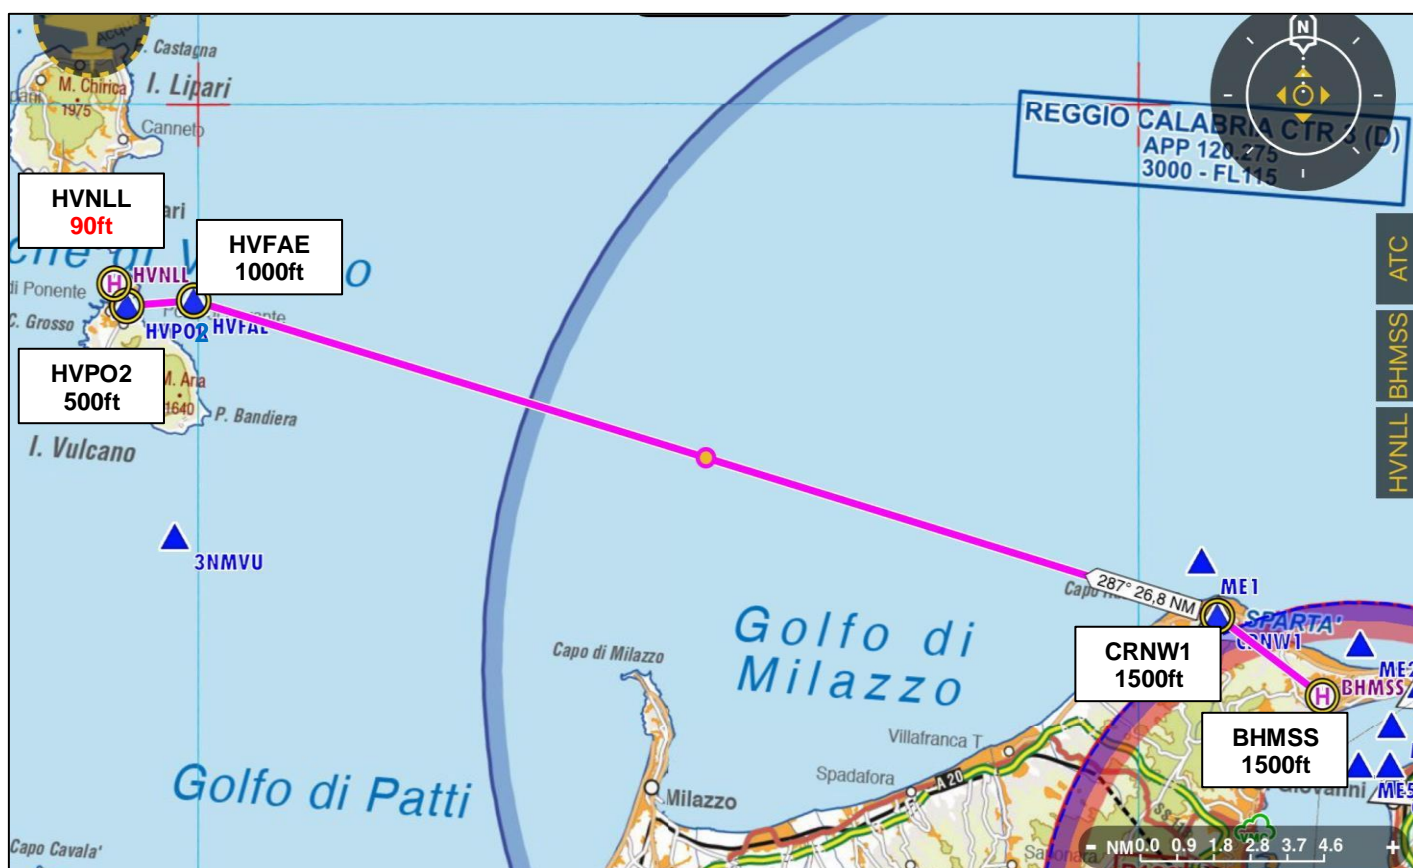 E. Castagna
M. Chirica
1975
I. Lipari
Canneto
N
REGGIO CALABRIA CTR 3 (D)
APP 120.275
3000 - FL115
HVNLL
90ft
HVFAE
1000ft
HVNLL
di Ponente
C. Grosso
HVPO2
2
HVPO2
500ft
M. Aria
1640
P. Bandiera
I. Vulcano
ATC
BHMSS
HVNLL
3NMVU
287° 26,8 NM
ME1
SPARTA'
CRNW1
CRNW1
1500ft
BHMSS
BHMSS
1500ft
Capo di Milazzo
Golfo di
Milazzo
Villafranca T
Spadafora
A 20
Milazzo
Golfo di Patti
Capo Cavala'
ME5
- NM 0.0 0.9 1.8 2.8 3.7 4.6 +